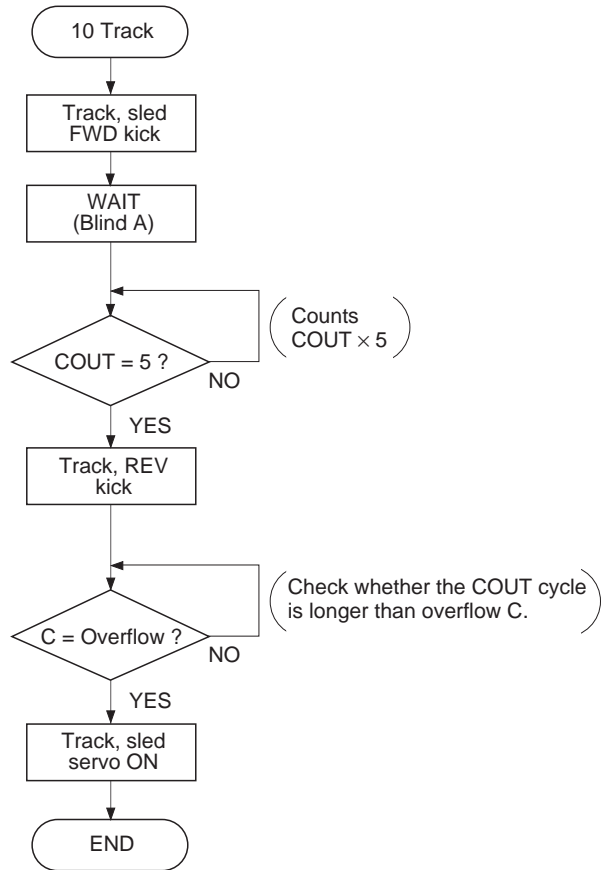 10 Track
Track, sled
FWD kick
WAIT
(Blind A)
Counts
COUT × 5
COUT = 5 ?
NO
YES
Track, REV
kick
Check whether the COUT cycle
is longer than overflow C.
C = Overflow ?
NO
YES
Track, sled
servo ON
END